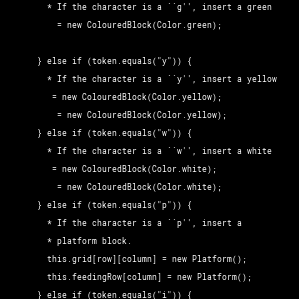 * If the character is a ``g'', insert a green
= new ColouredBlock(Color.green);
} else if (token.equals("y")) {
* If the character is a ``y'', insert a yellow
= new ColouredBlock(Color.yellow);
= new ColouredBlock(Color.yellow);
} else if (token.equals("w")) {
* If the character is a ``w'', insert a white
= new ColouredBlock(Color.white);
= new ColouredBlock(Color.white);
} else if (token.equals("p")) {
* If the character is a ``p'', insert a
* platform block.
this.grid[row][column] = new Platform();
this.feedingRow[column] = new Platform();
} else if (token.equals("i")) {